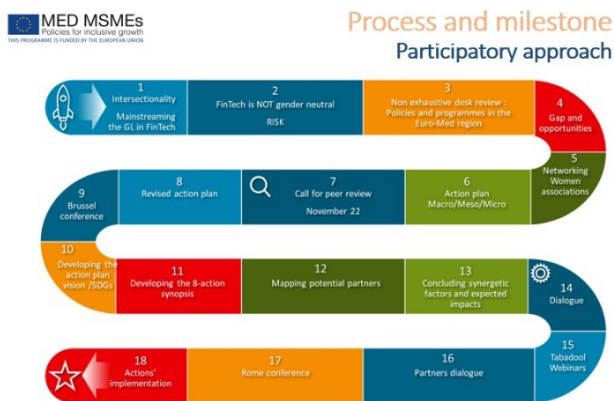 MED MSMEs
Policies for inclusive growth
THIS PROGRAMME IS FUNDED BY THE EUROPEAN UNION
Process and milestone
Participatory approach
1
Intersectionality
Mainstreaming
the GL in FinTech
2
FinTech is NOT gender neutral
RISK
3
Non exhaustive desk review :
Policies and programmes in the
Euro-Med region
4
Gap and
opportunities
5
Networking
Women
associations
6
Action plan
Macro/Meso/Micro
7
Call for peer review
November 22
8
Revised action plan
9
Brussel
conference
10
Developing the
action plan
vision /SDGs
11
Developing the 8-action
synopsis
12
Mapping potential partners
13
Concluding synergetic
factors and expected
impacts
14
Dialogue
15
Tabadool
Webinars
16
Partners dialogue
17
Rome conference
18
Actions'
implementation